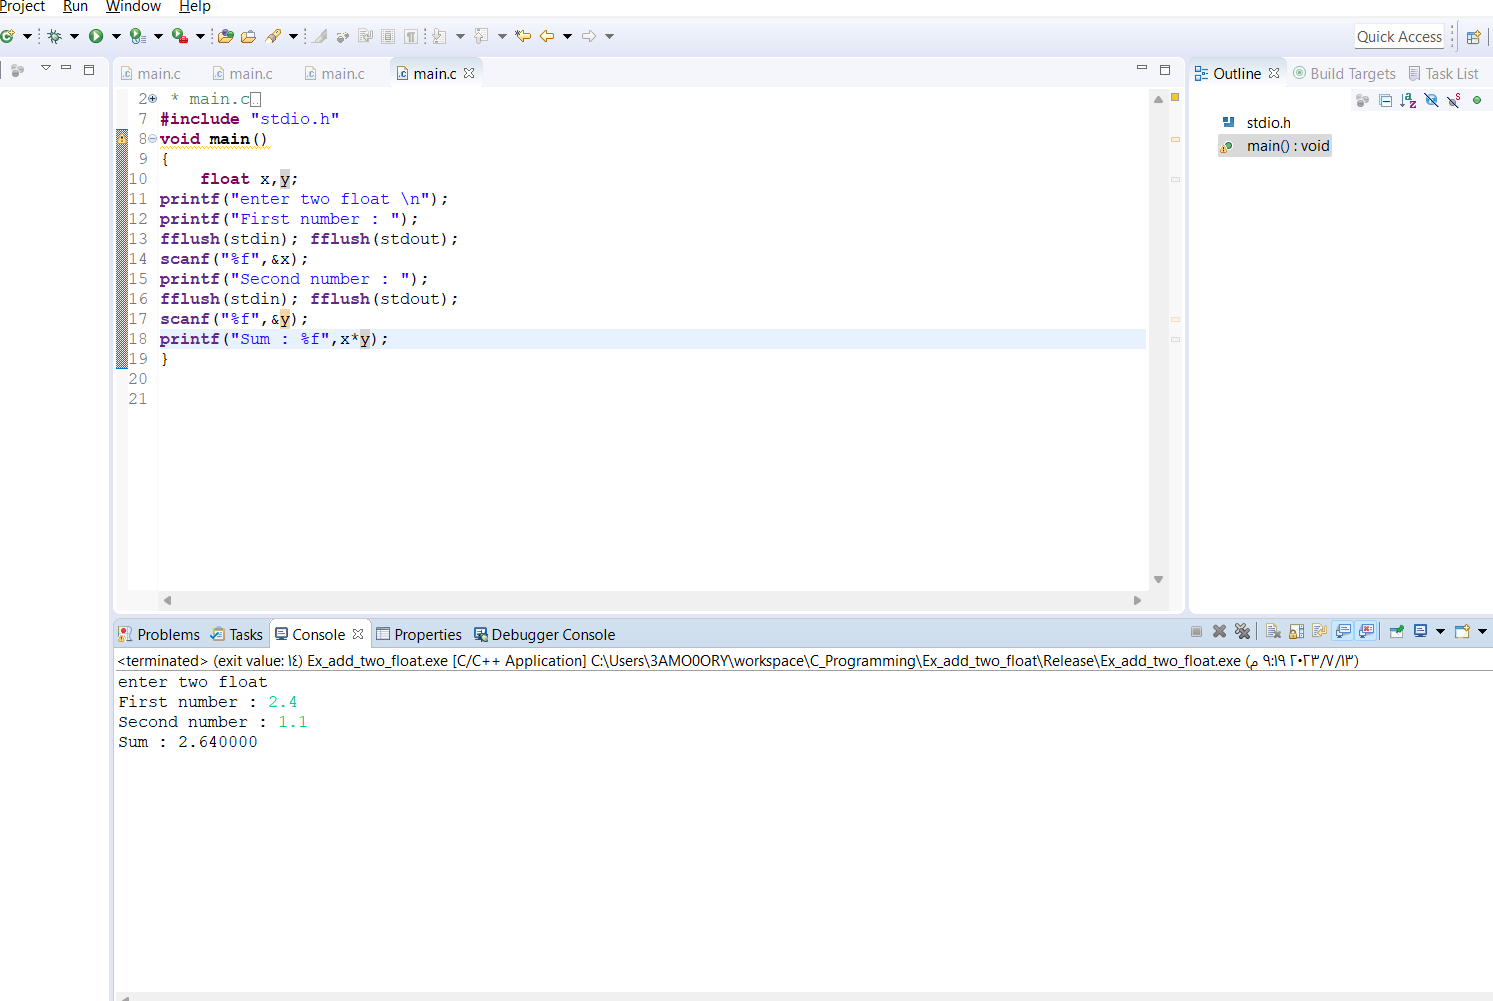 Project Run Window Help
Quick Access
main.c main.c main.c main.c
Outline Build Targets Task List
2 * main.c
7 #include "stdio.h"
8 void main()
9 {
10     float x,y;
11 printf("enter two float \n");
12 printf("First number : ");
13 fflush(stdin); fflush(stdout);
14 scanf("%f",&x);
15 printf("Second number : ");
16 fflush(stdin); fflush(stdout);
17 scanf("%f",&y);
18 printf("Sum : %f",x*y);
19 }
20
21
stdio.h
main() : void
Problems Tasks Console Properties Debugger Console
<terminated> (exit value: ١٤) Ex_add_two_float.exe [C/C++ Application] C:\Users\3AMO0ORY\workspace\C_Programming\Ex_add_two_float\Release\Ex_add_two_float.exe (٢٠٢٣/٧/١٣ ٩:١٩ م)
enter two float
First number : 2.4
Second number : 1.1
Sum : 2.640000